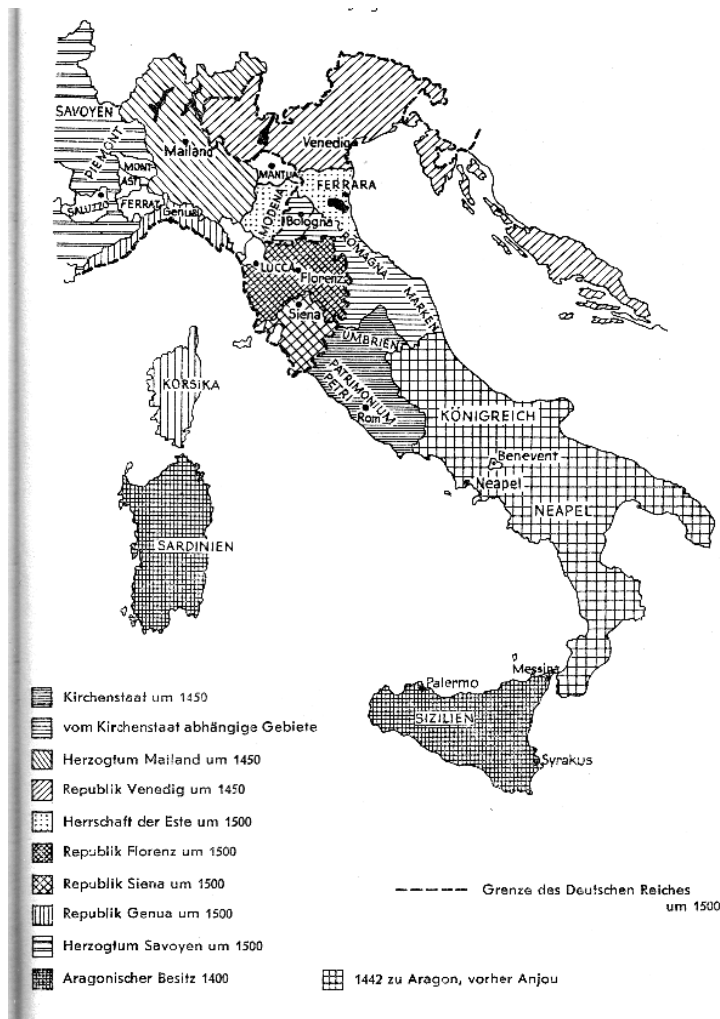 SAVOYEN
PIEMONT
Mailand
Venedig
MANTUA
MONT-
ASTI
FERRARA
SALUZZO
FERRAT
Genua
MODENA
Bologna
ROMAGNA
LUCCA
Florenz
MARKEN
Siena
UMBRIEN
PATRIMONIUM
PETRI
Rom
KORSIKA
KÖNIGREICH
Benevent
Neapel
NEAPEL
SARDINIEN
Messina
Palermo
SIZILIEN
Syrakus
Kirchenstaat um 1450
vom Kirchenstaat abhängige Gebiete
Herzogtum Mailand um 1450
Republik Venedig um 1450
Herrschaft der Este um 1500
Republik Florenz um 1500
Republik Siena um 1500
Republik Genua um 1500
Herzogtum Savoyen um 1500
Aragonischer Besitz 1400
Grenze des Deutschen Reiches
um 1500
1442 zu Aragon, vorher Anjou